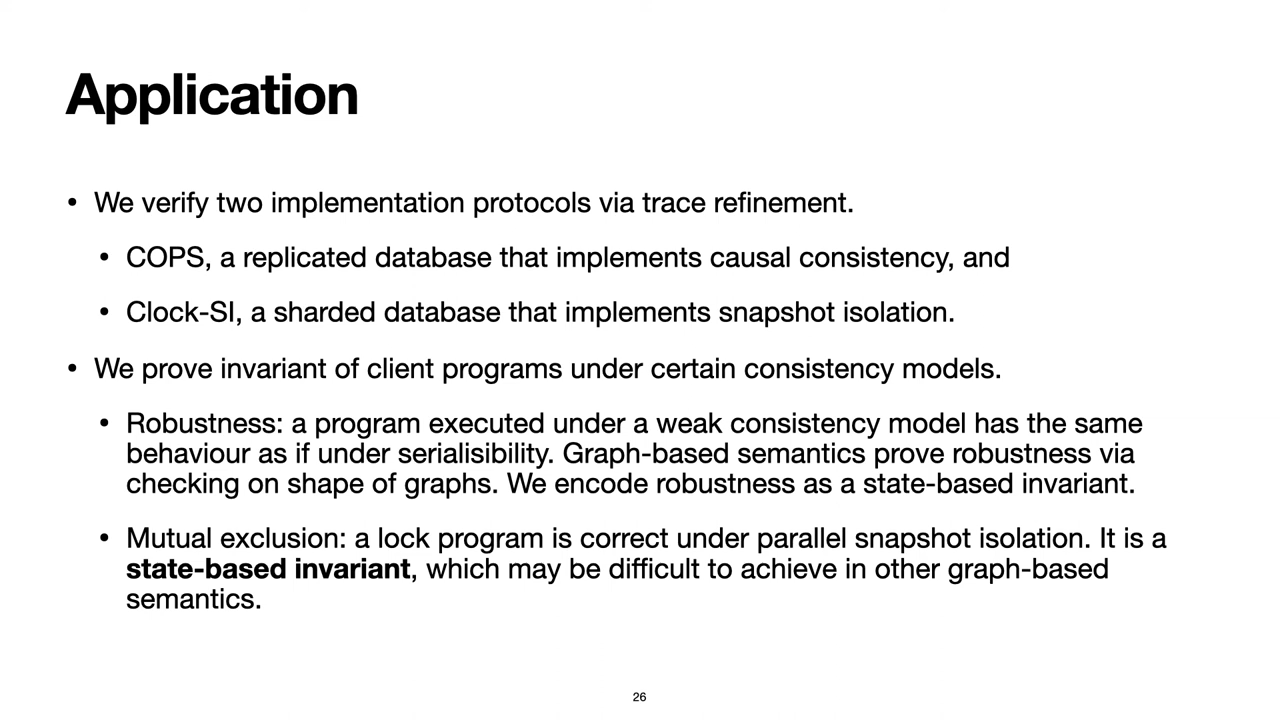 Application
• We verify two implementation protocols via trace refinement.
• COPS, a replicated database that implements causal consistency, and
• Clock-SI, a sharded database that implements snapshot isolation.
• We prove invariant of client programs under certain consistency models.
• Robustness: a program executed under a weak consistency model has the same
behaviour as if under serialisibility. Graph-based semantics prove robustness via
checking on shape of graphs. We encode robustness as a state-based invariant.
• Mutual exclusion: a lock program is correct under parallel snapshot isolation. It is a
state-based invariant, which may be difficult to achieve in other graph-based
semantics.
26